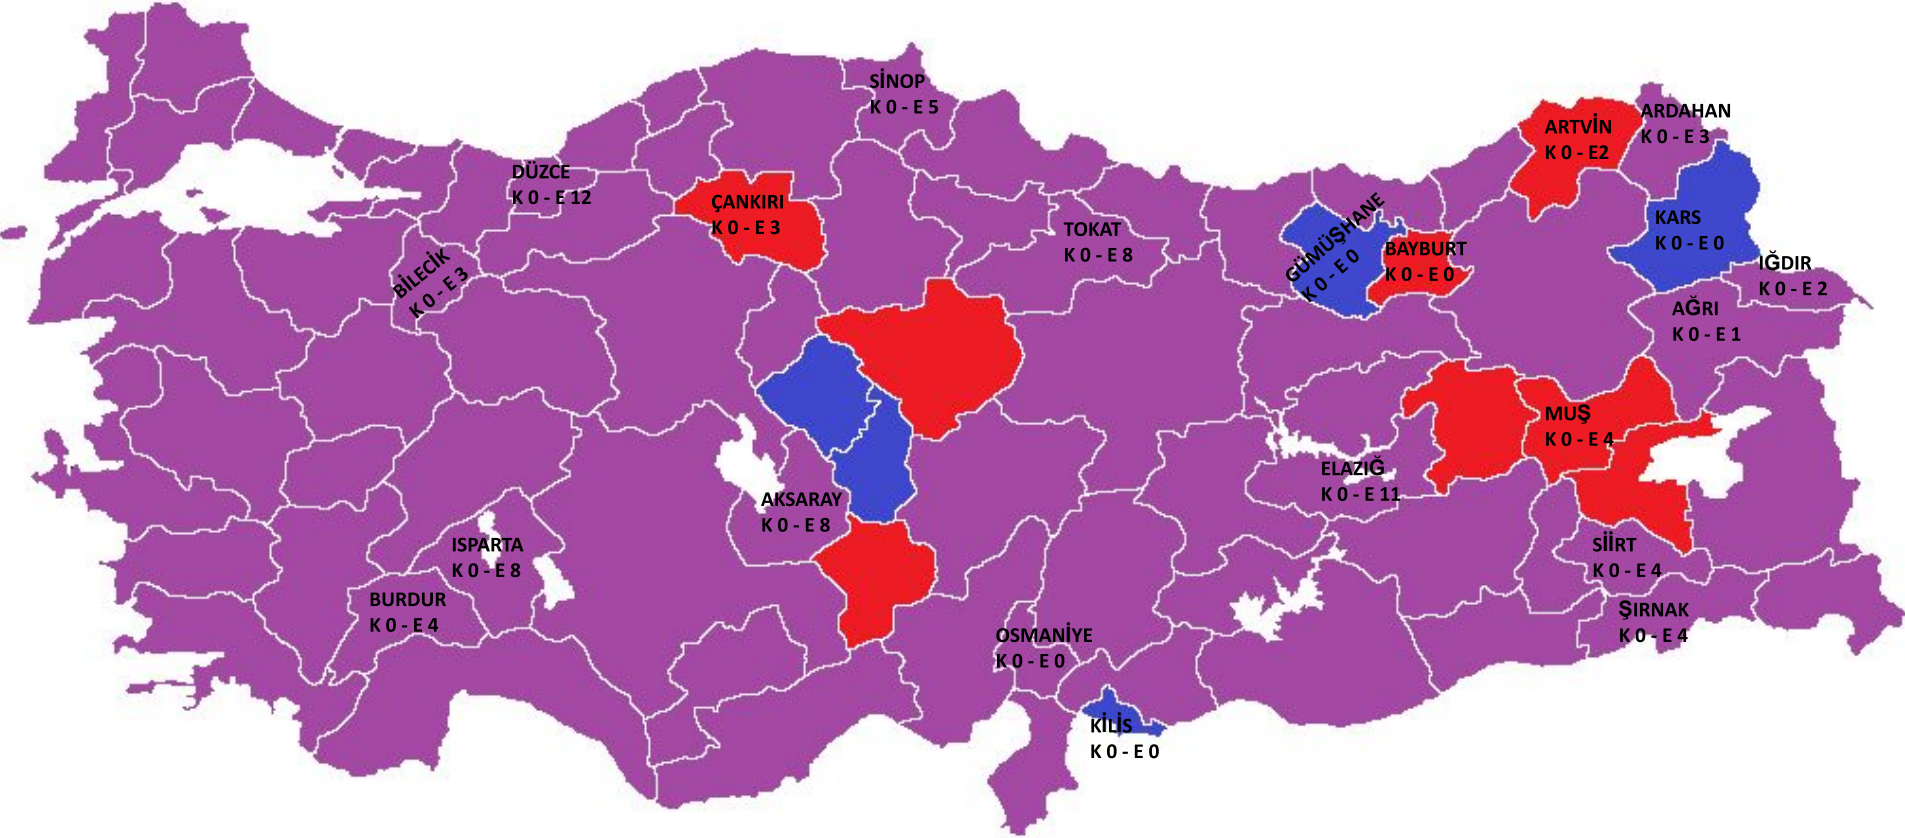 SİNOP
K 0 - E 5
ARTVİN
K 0 - E2
ARDAHAN
K 0 - E 3
DÜZCE
K 0 - E 12
ÇANKIRI
K 0 - E 3
TOKAT
K 0 - E 8
GÜMÜŞHANE
K 0 - E 0
BAYBURT
K 0 - E 0
KARS
K 0 - E 0
IĞDIR
K 0 - E 2
BİLECİK
K 0 - E 3
AĞRI
K 0 - E 1
MUŞ
K 0 - E 4
ELAZIĞ
K 0 - E 11
AKSARAY
K 0 - E 8
ISPARTA
K 0 - E 8
SİİRT
K 0 - E 4
BURDUR
K 0 - E 4
ŞIRNAK
K 0 - E 4
OSMANİYE
K 0 - E 0
KİLİS
K 0 - E 0